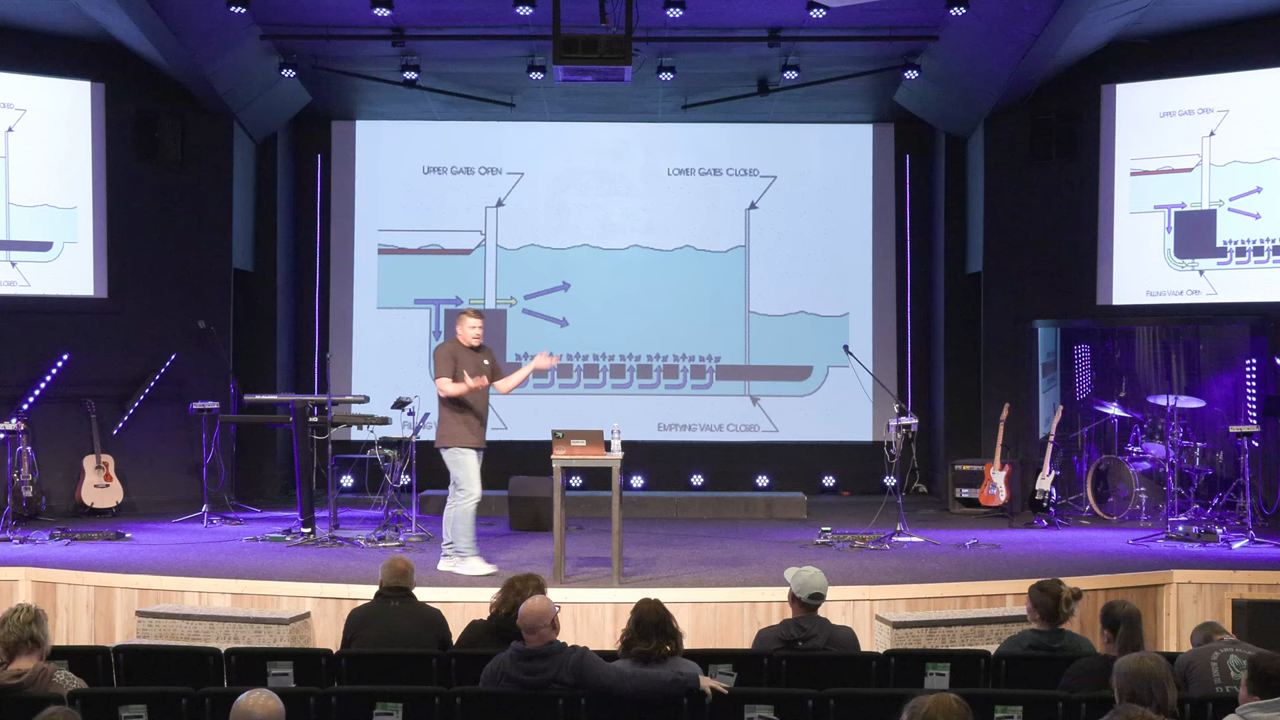 UPPER GATES OPEN
LOWER GATES CLOSED
EMPTYING VALVE CLOSED
UPPER GATES OPEN
FILLING VALVE OPEN